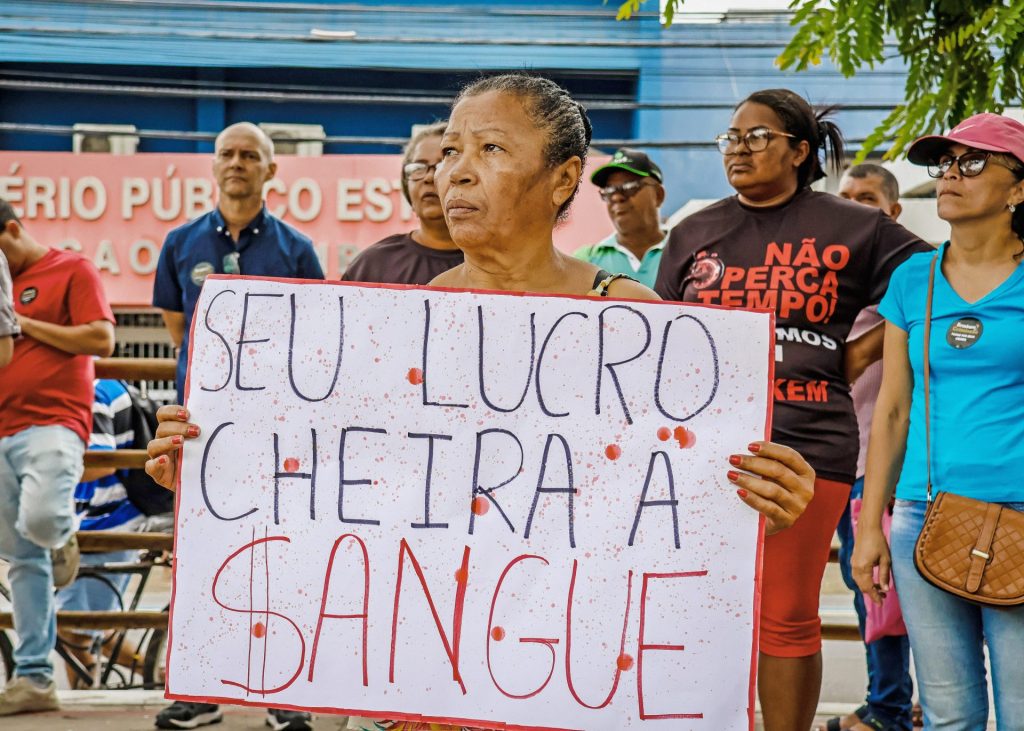 ÉRIO PÚBLICO EST
SEU LUCRO
CHEIRA À
$ANGUE
NÃO
PERCA
TEMPO!
MOS
KEM